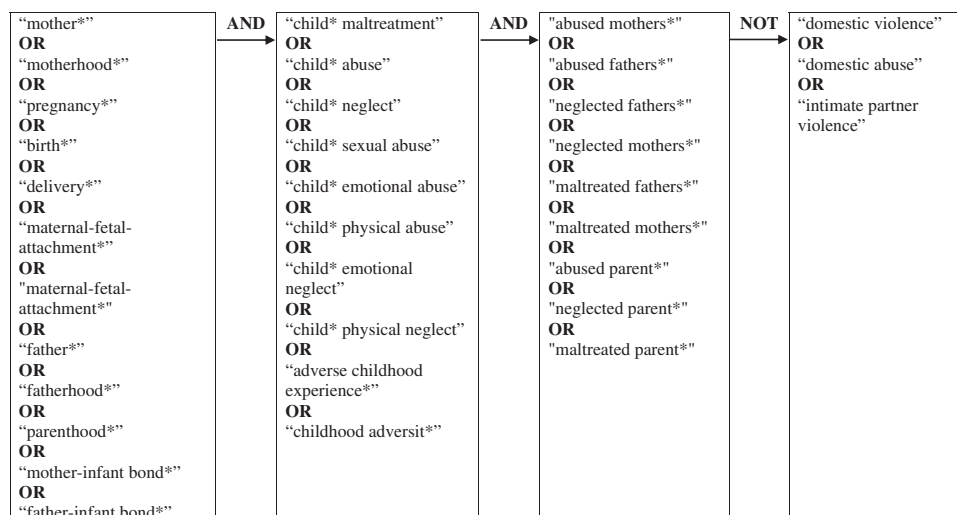 “mother*”
OR
“motherhood*”
OR
“pregnancy*”
OR
“birth*”
OR
“delivery*”
OR
“maternal-fetal-
attachment*”
OR
"maternal-fetal-
attachment*"
OR
“father*”
OR
“fatherhood*”
OR
“parenthood*”
OR
“mother-infant bond*”
OR
“father-infant bond*”
AND
“child* maltreatment”
OR
“child* abuse”
OR
“child* neglect”
OR
“child* sexual abuse”
OR
“child* emotional abuse”
OR
“child* physical abuse”
OR
“child* emotional
neglect”
OR
“child* physical neglect”
OR
“adverse childhood
experience*”
OR
“childhood adversit*”
AND
"abused mothers*"
OR
"abused fathers*"
OR
"neglected fathers*"
OR
"neglected mothers*"
OR
"maltreated fathers*"
OR
"maltreated mothers*"
OR
"abused parent*"
OR
"neglected parent*"
OR
"maltreated parent*"
NOT
“domestic violence”
OR
“domestic abuse”
OR
“intimate partner
violence”